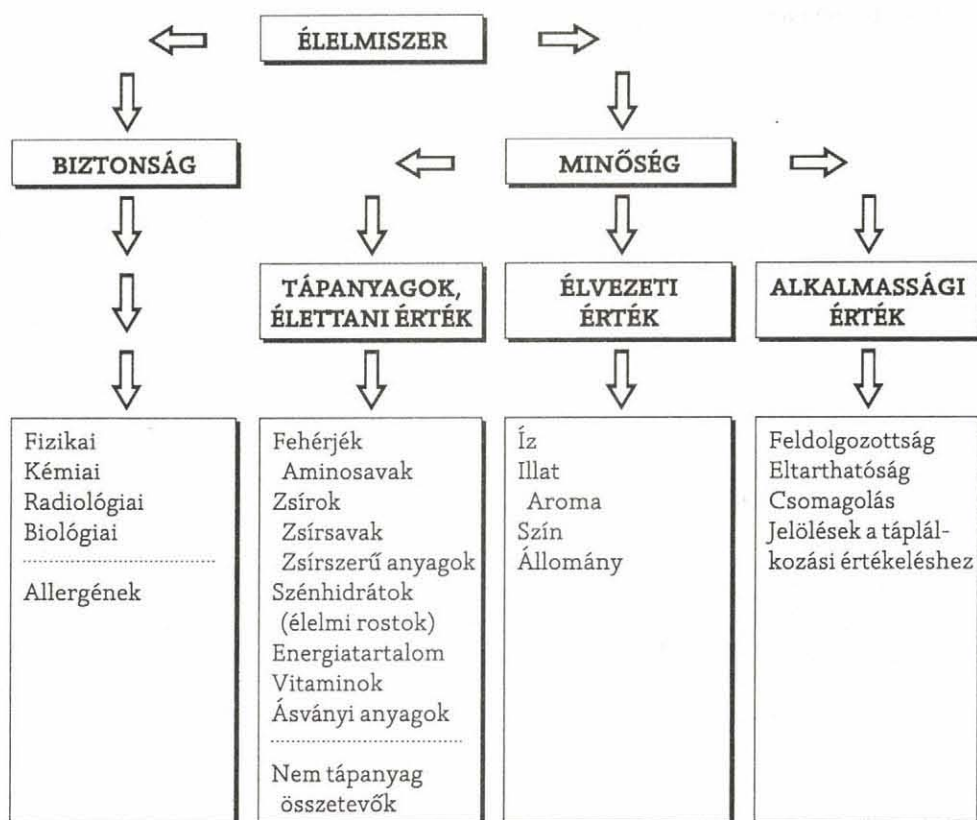 ÉLELMISZER
BIZTONSÁG
MINŐSÉG
TÁPANYAGOK,
ÉLETTANI ÉRTÉK
ÉLVEZETI
ÉRTÉK
ALKALMASSÁGI
ÉRTÉK
Fizikai
Kémiai
Radiológiai
Biológiai
Allergének
Fehérjék
Aminosavak
Zsírok
Zsírsavak
Zsírszerű anyagok
Szénhidrátok
(élelmi rostok)
Energiatartalom
Vitaminok
Ásványi anyagok
Nem tápanyag
összetevők
Íz
Illat
Aroma
Szín
Állomány
Feldolgozottság
Eltarthatóság
Csomagolás
Jelölések a táplál-
kozási értékeléshez